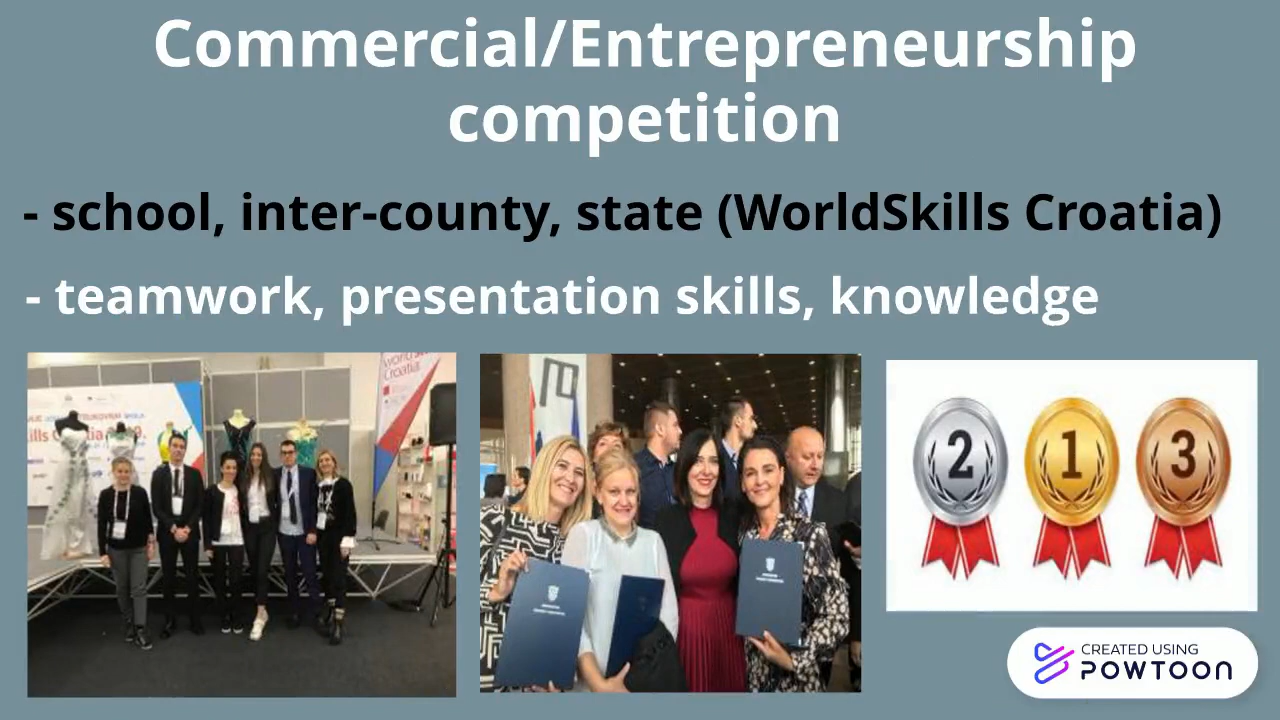 Commercial/Entrepreneurship
competition
- school, inter-county, state (WorldSkills Croatia)
- teamwork, presentation skills, knowledge
Croatia
2
1
3
CREATED USING
POWTOON